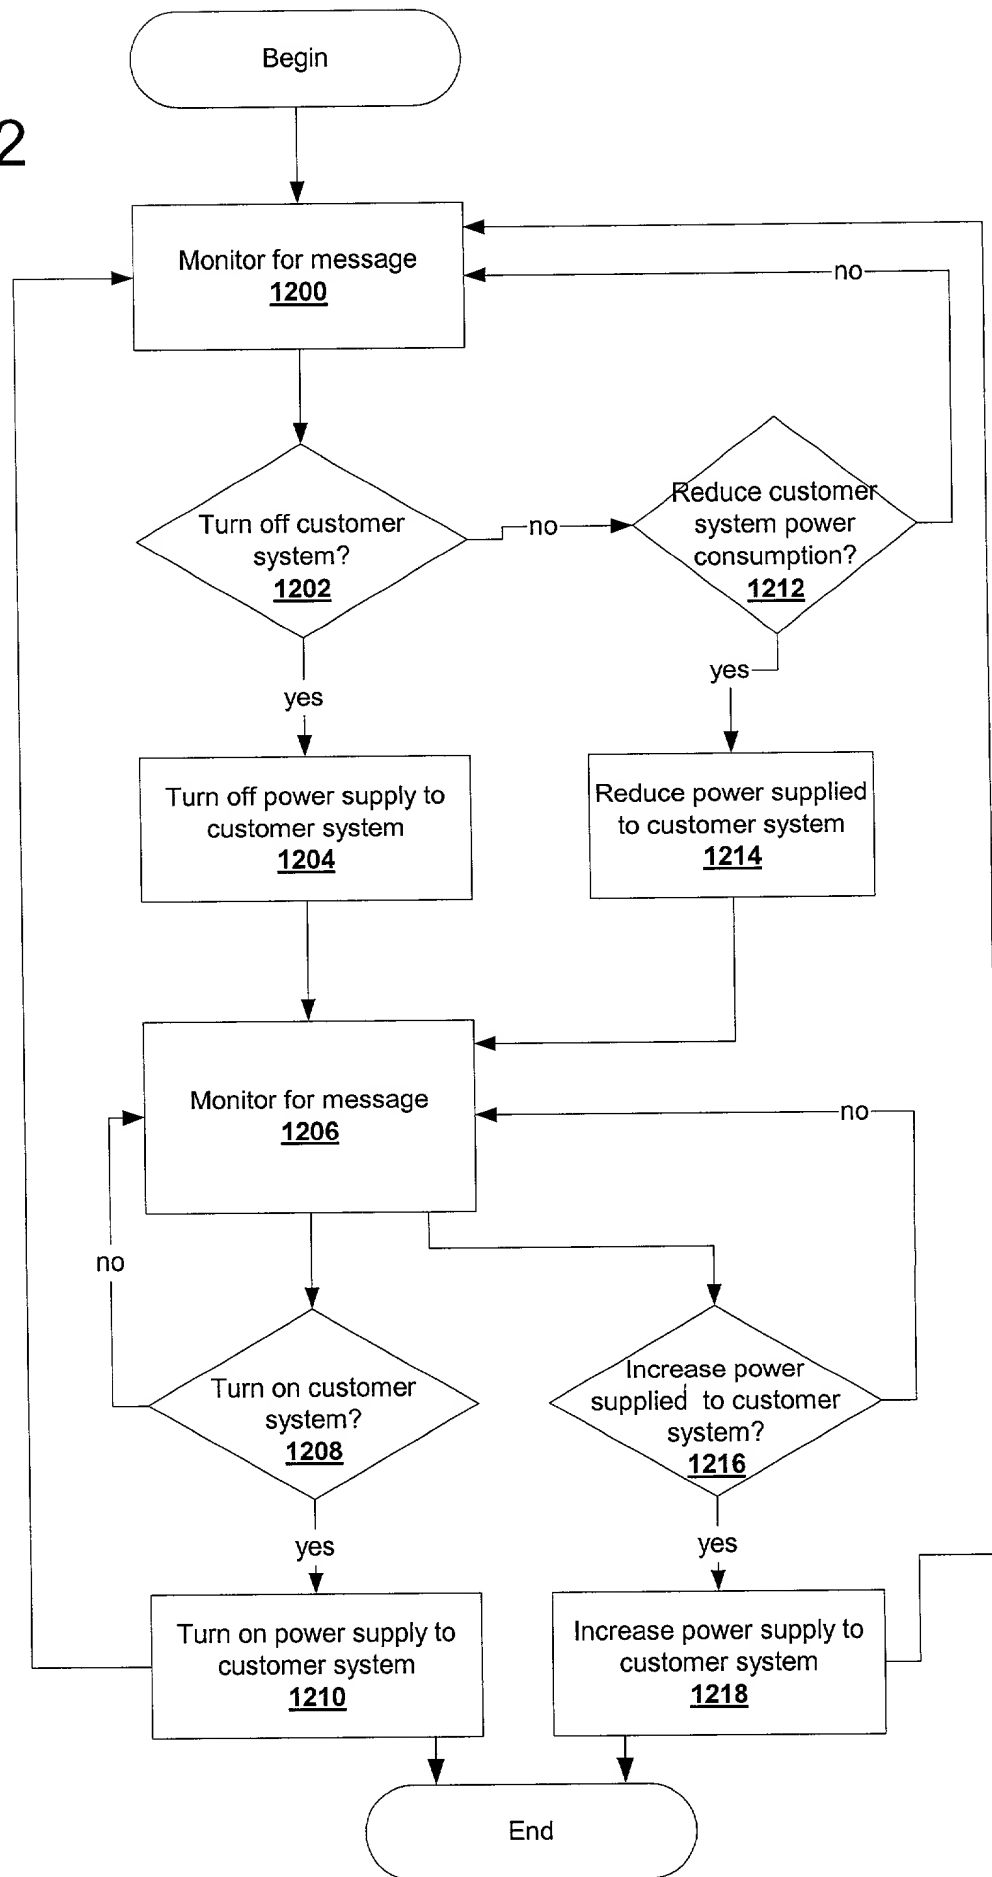 Begin
2
Monitor for message
1200
no
Turn off customer
system?
1202
no
Reduce customer
system power
consumption?
1212
yes
yes
Turn off power supply to
customer system
1204
Reduce power supplied
to customer system
1214
Monitor for message
1206
no
no
Turn on customer
system?
1208
Increase power
supplied to customer
system?
1216
yes
yes
Turn on power supply to
customer system
1210
Increase power supply to
customer system
1218
End